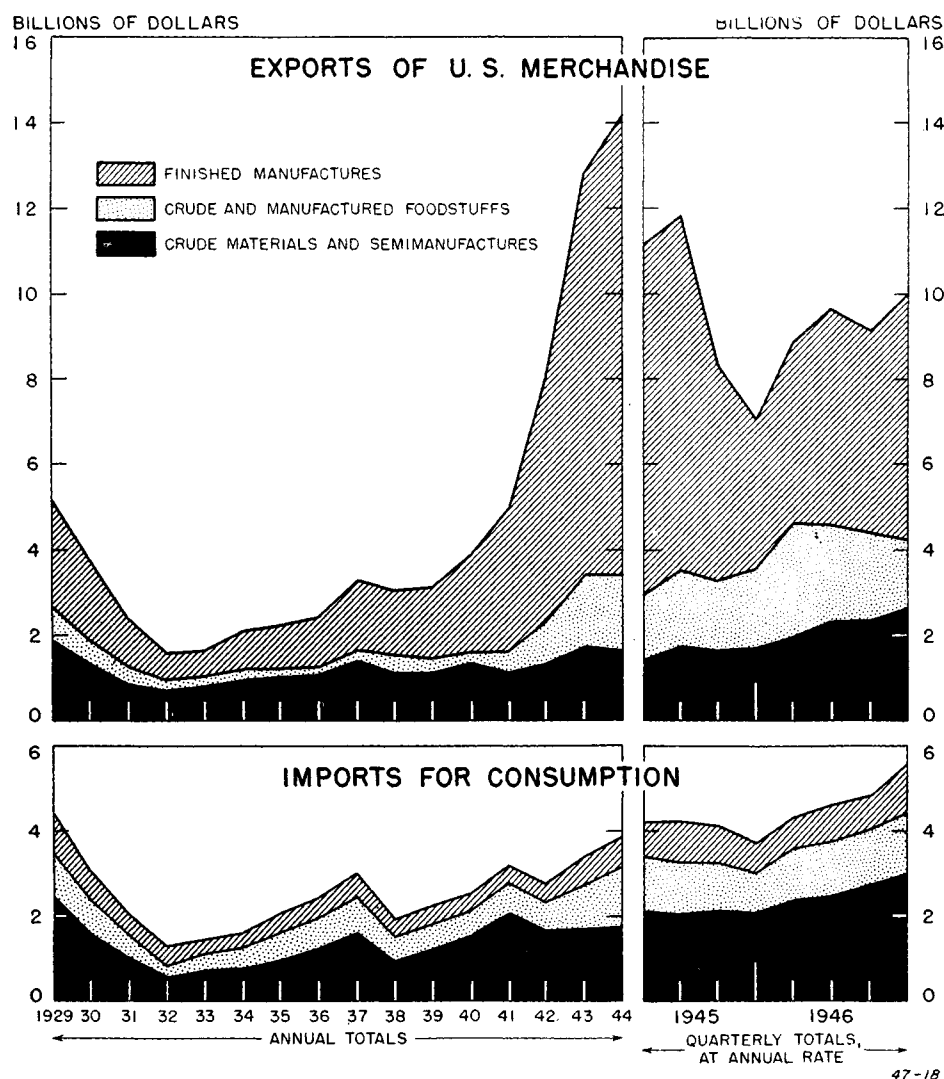 BILLIONS OF DOLLARS
BILLIONS OF DOLLARS
EXPORTS OF U. S. MERCHANDISE
16
14
12
10
8
6
4
2
0
16
14
12
10
8
6
4
2
0
FINISHED MANUFACTURES
CRUDE AND MANUFACTURED FOODSTUFFS
CRUDE MATERIALS AND SEMIMANUFACTURES
IMPORTS FOR CONSUMPTION
6
4
2
0
6
4
2
0
1929 30 31 32 33 34 35 36 37 38 39 40 41 42 43 44
1945 1946
ANNUAL TOTALS
QUARTERLY TOTALS,
AT ANNUAL RATE
47-18